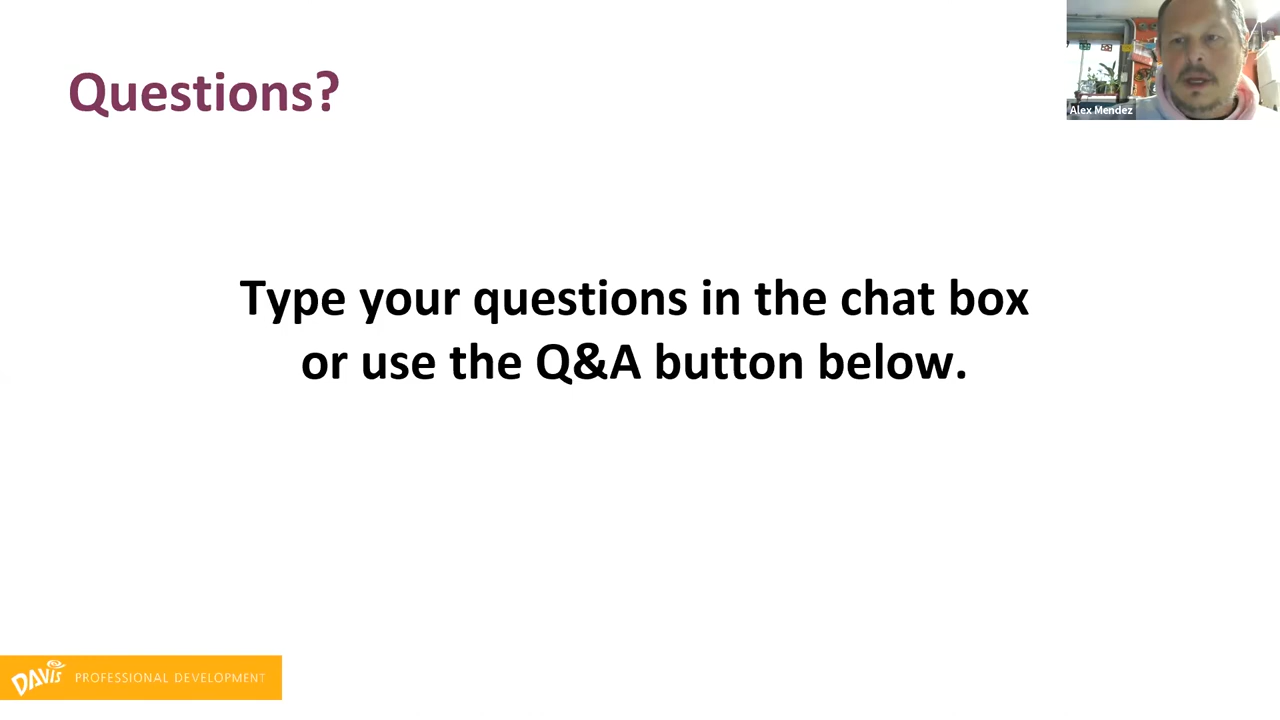 Questions?
Alex Mendez
Type your questions in the chat box
or use the Q&A button below.
DAVIS PROFESSIONAL DEVELOPMENT